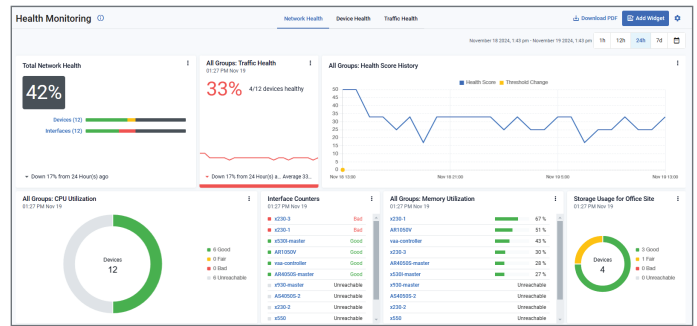 Health Monitoring
Network Health Device Health Traffic Health
Download PDF Add Widget
November 18 2024, 1:43 pm - November 19 2024, 1:43 pm 1h 12h 24h 7d
Total Network Health
42%
Devices (12)
Interfaces (12)
Down 17% from 24 Hour(s) ago
All Groups: Traffic Health
01:27 PM Nov 19
33% 4/12 devices healthy
Down 17% from 24 Hour(s) a... Average 33...
All Groups: Health Score History
Health Score Threshold Change
50
45
40
35
30
25
20
15
10
5
0
Nov 18 13:00 Nov 18 21:00 Nov 19 5:00 Nov 19 13:00
All Groups: CPU Utilization
01:27 PM Nov 19
Devices
12
6 Good
0 Fair
0 Bad
6 Unreachable
Interface Counters
01:27 PM Nov 19
x230-3 Bad
x230-1 Bad
x530l-master Good
AR1050V Good
vaa-controller Good
AR4050S-master Good
x930-master Unreachable
AS4050S-2 Unreachable
x230-2 Unreachable
x550 Unreachable
All Groups: Memory Utilization
01:27 PM Nov 19
x230-1 67 %
AR1050V 51 %
vaa-controller 43 %
x230-3 30 %
AR4050S-master 28 %
x530l-master 27 %
x930-master Unreachable
AS4050S-2 Unreachable
x230-2 Unreachable
x550 Unreachable
Storage Usage for Office Site
01:27 PM Nov 19
Devices
4
3 Good
1 Fair
0 Bad
0 Unreachable